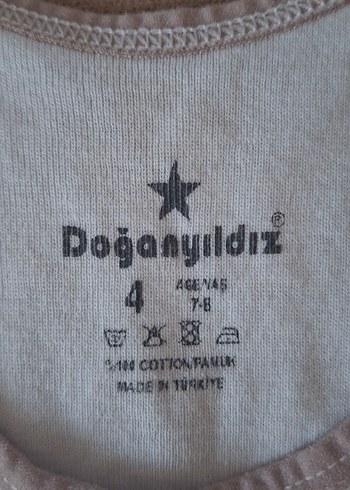 Doğanyıldız®
4 AGE/YAŞ
7-8
%100 COTTON/PAMUK
MADE IN TÜRKİYE